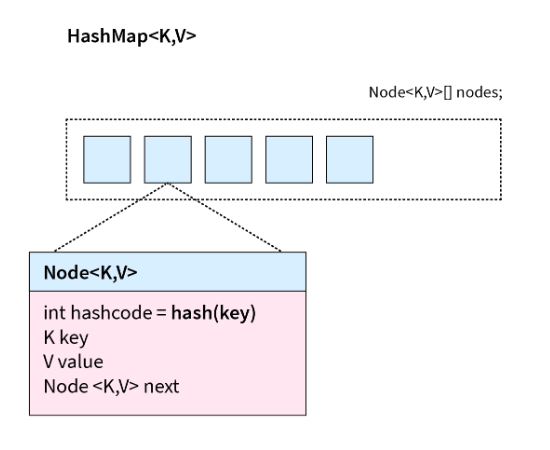 HashMap<K,V>
Node<K,V>[] nodes;
Node<K,V>
int hashcode = hash(key)
K key
V value
Node <K,V> next